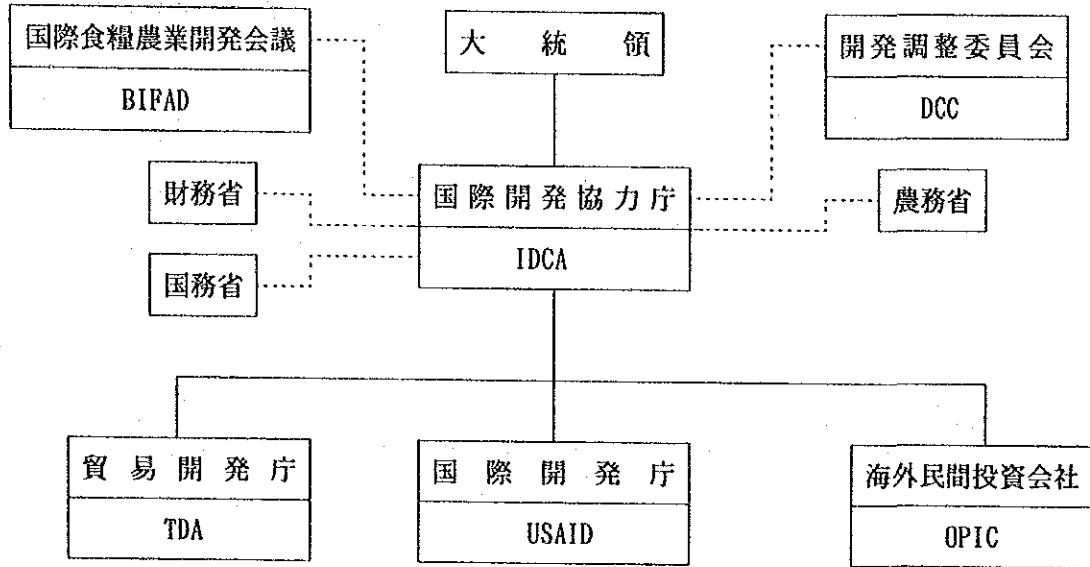 国際食糧農業開発会議
BIFAD
大統領
開発調整委員会
DCC
財務省
国際開発協力庁
IDCA
農務省
国務省
貿易開発庁
TDA
国際開発庁
USAID
海外民間投資会社
OPIC